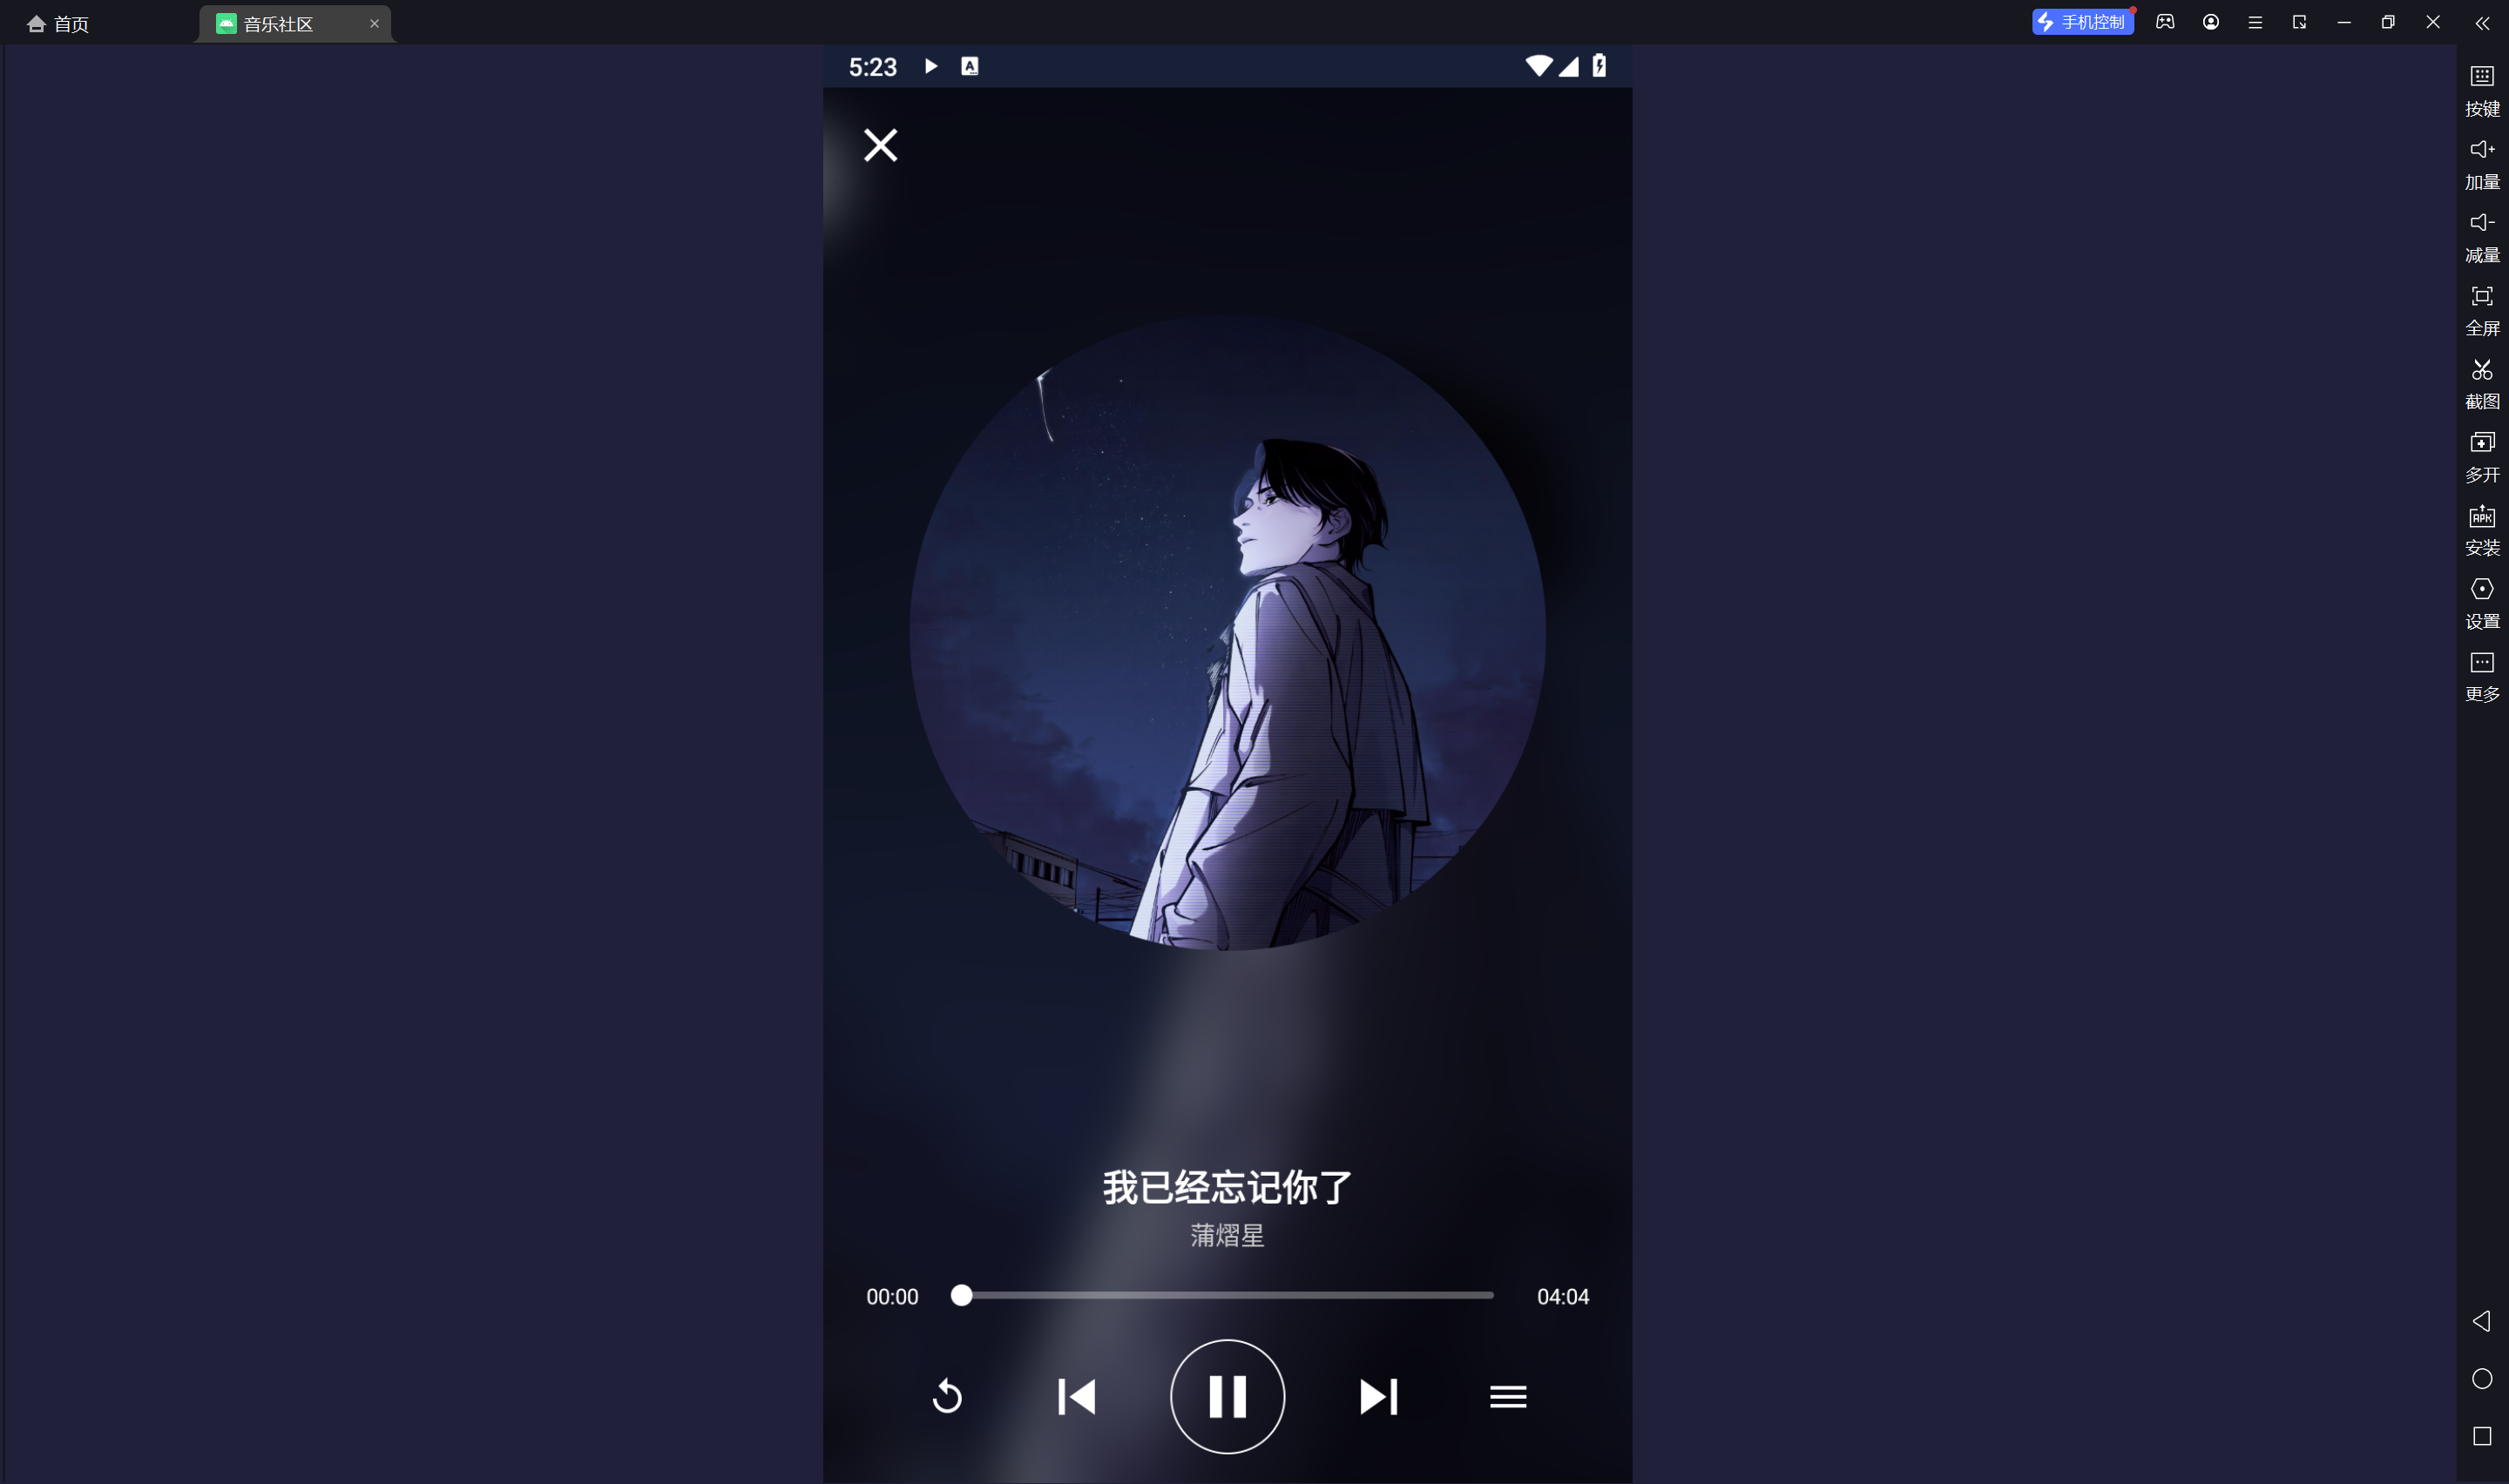 首页
音乐社区
手机控制
5:23
A
按键
加量
减量
全屏
截图
多开
APK
安装
设置
更多
我已经忘记你了
蒲熠星
00:00
04:04